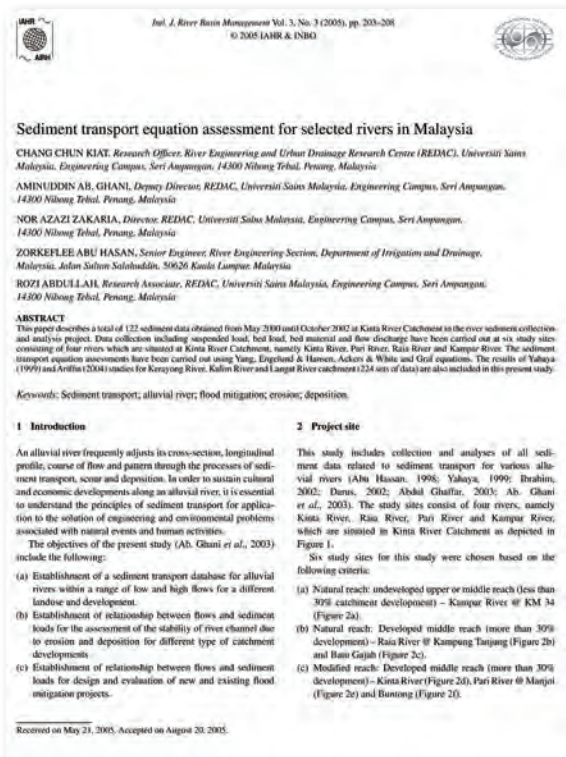 IAHR
AIRH
Intl. J. River Basin Management Vol. 3, No. 3 (2005), pp. 203–208
© 2005 IAHR & INBO
Sediment transport equation assessment for selected rivers in Malaysia
CHANG CHUN KIAT, Research Officer, River Engineering and Urban Drainage Research Centre (REDAC), Universiti Sains
Malaysia, Engineering Campus, Seri Ampangan, 14300 Nibong Tebal, Penang, Malaysia
AMINUDDIN AB. GHANI, Deputy Director, REDAC, Universiti Sains Malaysia, Engineering Campus, Seri Ampangan,
14300 Nibong Tebal, Penang, Malaysia
NOR AZAZI ZAKARIA, Director, REDAC, Universiti Sains Malaysia, Engineering Campus, Seri Ampangan,
14300 Nibong Tebal, Penang, Malaysia
ZORKEFLEE ABU HASAN, Senior Engineer, River Engineering Section, Department of Irrigation and Drainage,
Malaysia, Jalan Sultan Salahuddin, 50626 Kuala Lumpur, Malaysia
ROZI ABDULLAH, Research Associate, REDAC, Universiti Sains Malaysia, Engineering Campus, Seri Ampangan,
14300 Nibong Tebal, Penang, Malaysia
ABSTRACT
This paper describes a total of 122 sediment data obtained from May 2000 until October 2002 at Kinta River Catchment in the river sediment collection
and analysis project. Data collection including suspended load, bed load, bed material and flow discharge have been carried out at six study sites
consisting of four rivers which are situated at Kinta River Catchment, namely Kinta River, Pari River, Raia River and Kampar River. The sediment
transport equation assessments have been carried out using Yang, Engelund & Hansen, Ackers & White and Graf equations. The results of Yahaya
(1999) and Ariffin (2004) studies for Kerayong River, Kulim River and Langat River catchment (224 sets of data) are also included in this present study.
Keywords: Sediment transport; alluvial river; flood mitigation; erosion; deposition.
1 Introduction
An alluvial river frequently adjusts its cross-section, longitudinal
profile, course of flow and pattern through the processes of sedi-
ment transport, scour and deposition. In order to sustain cultural
and economic developments along an alluvial river, it is essential
to understand the principles of sediment transport for applica-
tion to the solution of engineering and environmental problems
associated with natural events and human activities.
The objectives of the present study (Ab. Ghani et al., 2003)
include the following:
(a) Establishment of a sediment transport database for alluvial
rivers within a range of low and high flows for a different
landuse and development.
(b) Establishment of relationship between flows and sediment
loads for the assessment of the stability of river channel due
to erosion and deposition for different type of catchment
developments.
(c) Establishment of relationship between flows and sediment
loads for design and evaluation of new and existing flood
mitigation projects.
2 Project site
This study includes collection and analyses of all sedi-
ment data related to sediment transport for various allu-
vial rivers (Abu Hassan, 1998; Yahaya, 1999; Ibrahim,
2002; Darus, 2002; Abdul Ghaffar, 2003; Ab. Ghani
et al., 2003). The study sites consist of four rivers, namely
Kinta River, Raia River, Pari River and Kampar River,
which are situated in Kinta River Catchment as depicted in
Figure 1.
Six study sites for this study were chosen based on the
following criteria:
(a) Natural reach: undeveloped upper or middle reach (less than
30% catchment development) – Kampar River @ KM 34
(Figure 2a).
(b) Natural reach: Developed middle reach (more than 30%
development) – Raia River @ Kampung Tanjung (Figure 2b)
and Batu Gajah (Figure 2c).
(c) Modified reach: Developed middle reach (more than 30%
development) – Kinta River (Figure 2d), Pari River @ Manjoi
(Figure 2e) and Buntong (Figure 2f).
Received on May 21, 2005. Accepted on August 20, 2005.